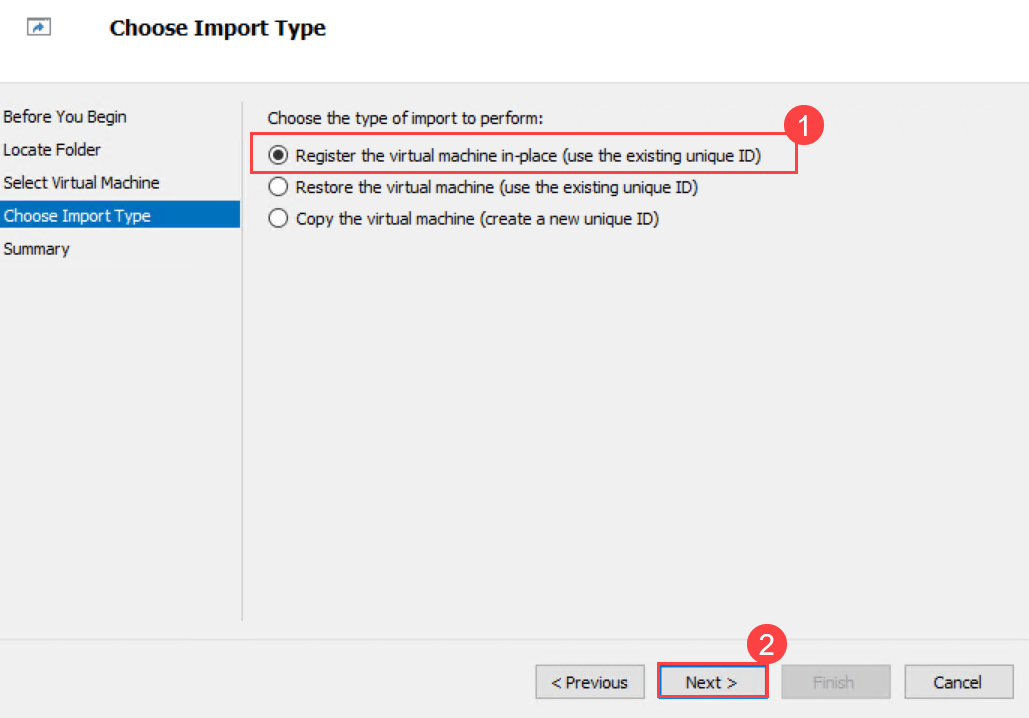 Choose Import Type
Before You Begin
Locate Folder
Select Virtual Machine
Choose Import Type
Summary
Choose the type of import to perform:
1
Register the virtual machine in-place (use the existing unique ID)
Restore the virtual machine (use the existing unique ID)
Copy the virtual machine (create a new unique ID)
2
< Previous
Next >
Finish
Cancel